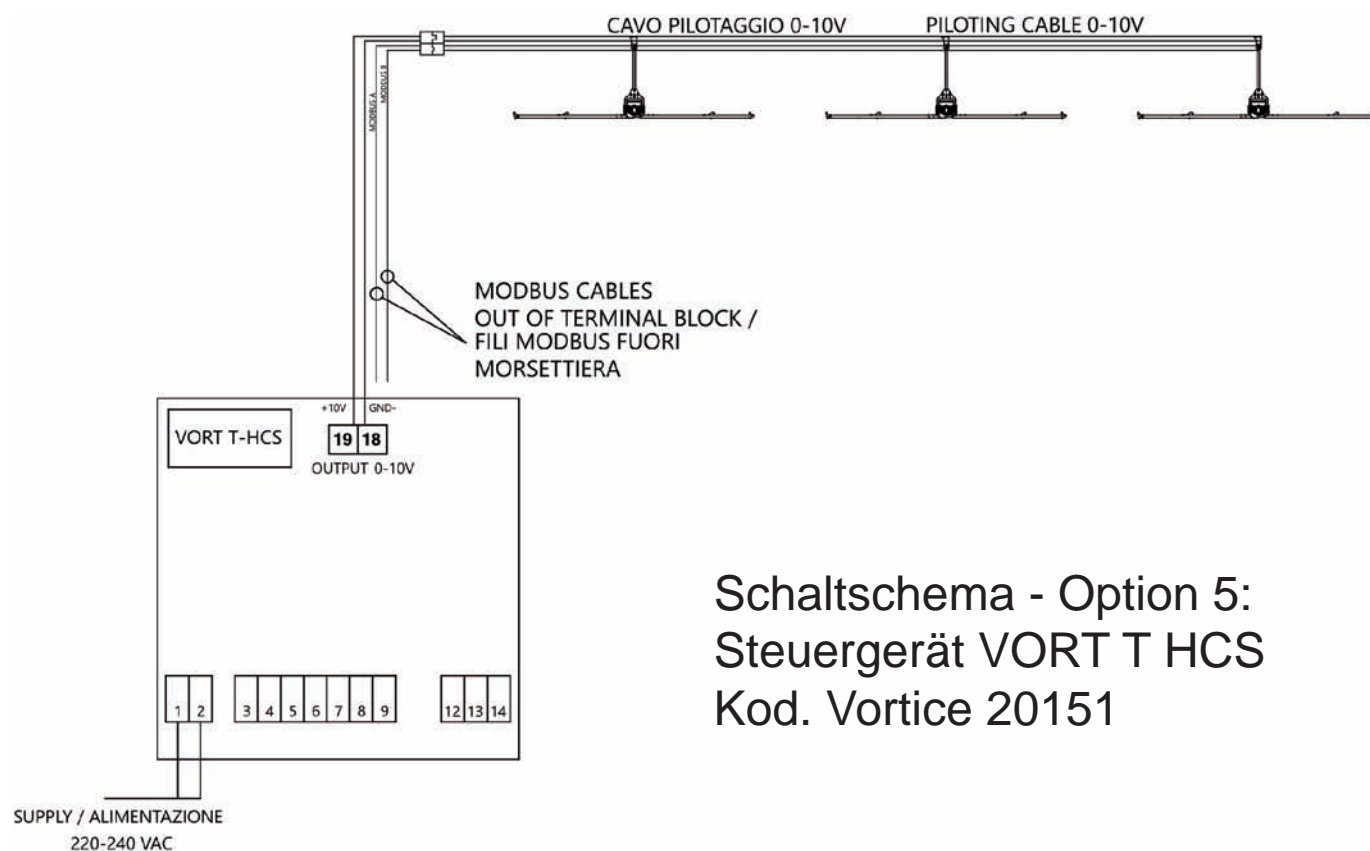 CAVO PILOTAGGIO 0-10V
PILOTING CABLE 0-10V
MODBUS A
MODBUS B
MODBUS CABLES
OUT OF TERMINAL BLOCK /
FILI MODBUS FUORI
MORSETTIERA
+10V GND-
VORT T-HCS
19 18
OUTPUT 0-10V
Schaltschema - Option 5:
Steuergerät VORT T HCS
Kod. Vortice 20151
1 2 3 4 5 6 7 8 9 12 13 14
SUPPLY / ALIMENTAZIONE
220-240 VAC